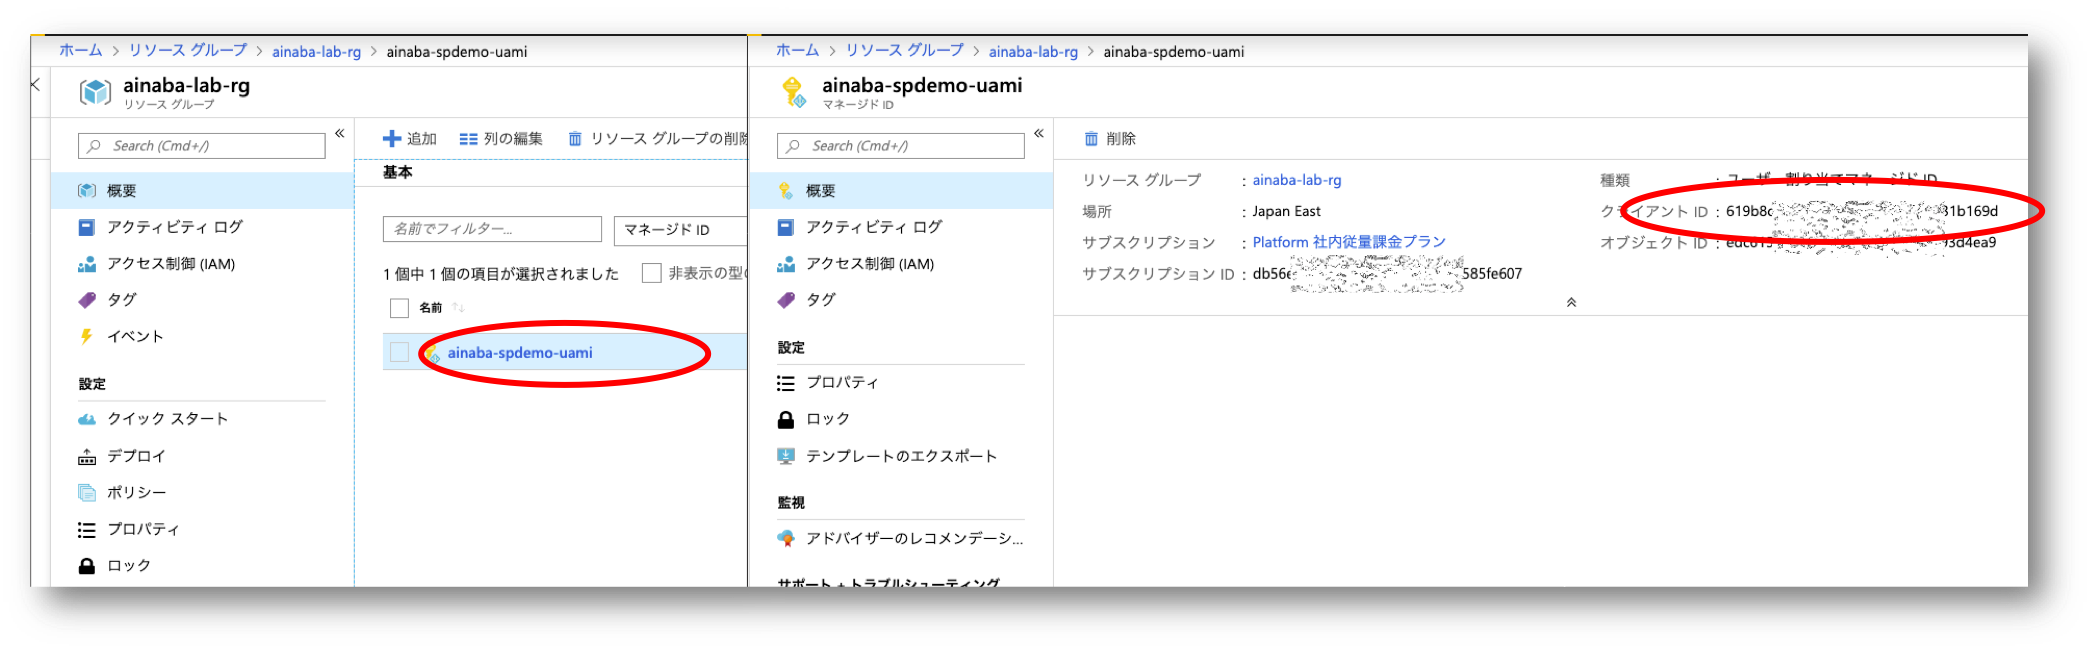 ホーム > リソース グループ > ainaba-lab-rg > ainaba-spdemo-uami
ainaba-lab-rg
リソース グループ
Search (Cmd+/)
概要
アクティビティ ログ
アクセス制御 (IAM)
タグ
イベント
設定
クイック スタート
デプロイ
ポリシー
プロパティ
ロック
追加 列の編集 リソース グループの削除
基本
名前でフィルター... マネージド ID
1 個中 1 個の項目が選択されました 非表示の型の
名前
ainaba-spdemo-uami
ホーム > リソース グループ > ainaba-lab-rg > ainaba-spdemo-uami
ainaba-spdemo-uami
マネージド ID
Search (Cmd+/)
概要
アクティビティ ログ
アクセス制御 (IAM)
タグ
設定
プロパティ
ロック
テンプレートのエクスポート
監視
アドバイザーのレコメンデーシ...
サポート + トラブルシューティング
削除
リソース グループ : ainaba-lab-rg
場所 : Japan East
サブスクリプション : Platform 社内従量課金プラン
サブスクリプション ID : db56e 585fe607
種類 : ユーザー割り当てマネージド ID
クライアント ID : 619b8c 31b169d
オブジェクト ID : 93d4ea9